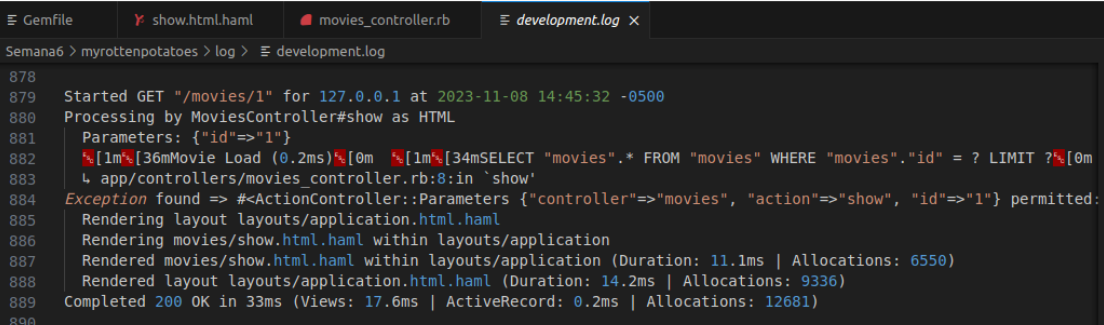 Gemfile show.html.haml movies_controller.rb development.log
Semana6 > myrottenpotatoes > log > development.log
878
879 Started GET "/movies/1" for 127.0.0.1 at 2023-11-08 14:45:32 -0500
880 Processing by MoviesController#show as HTML
881 Parameters: {"id"=>"1"}
882 ␛[1m␛[36mMovie Load (0.2ms)␛[0m ␛[1m␛[34mSELECT "movies".* FROM "movies" WHERE "movies"."id" = ? LIMIT ?␛[0m
883 ↳ app/controllers/movies_controller.rb:8:in `show'
884 Exception found => #<ActionController::Parameters {"controller"=>"movies", "action"=>"show", "id"=>"1"} permitted:
885 Rendering layout layouts/application.html.haml
886 Rendering movies/show.html.haml within layouts/application
887 Rendered movies/show.html.haml within layouts/application (Duration: 11.1ms | Allocations: 6550)
888 Rendered layout layouts/application.html.haml (Duration: 14.2ms | Allocations: 9336)
889 Completed 200 OK in 33ms (Views: 17.6ms | ActiveRecord: 0.2ms | Allocations: 12681)
890